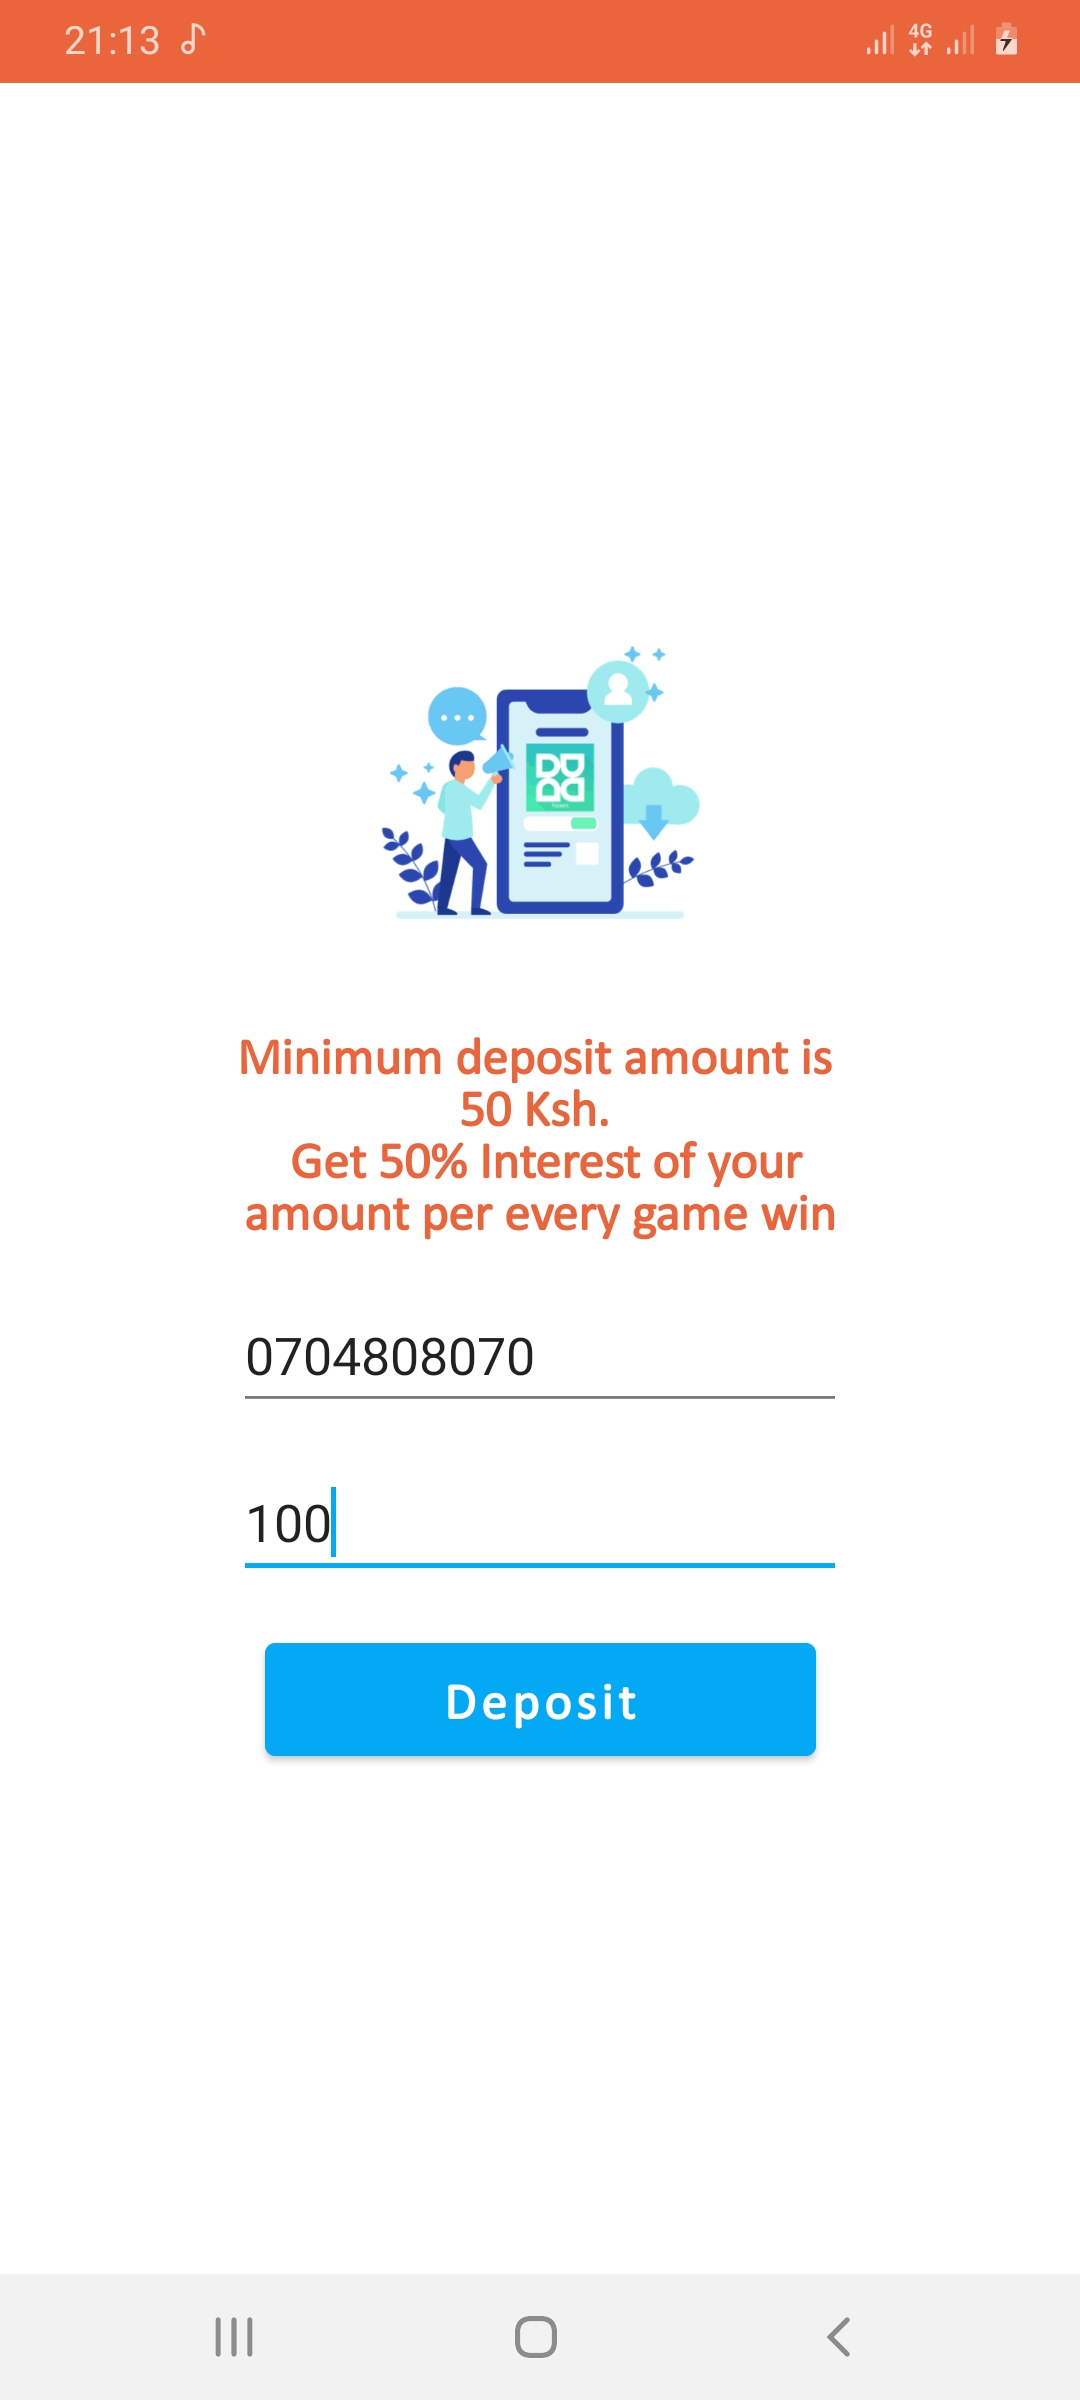 21:13
4G
Minimum deposit amount is
50 Ksh.
Get 50% Interest of your
amount per every game win
0704808070
100
Deposit